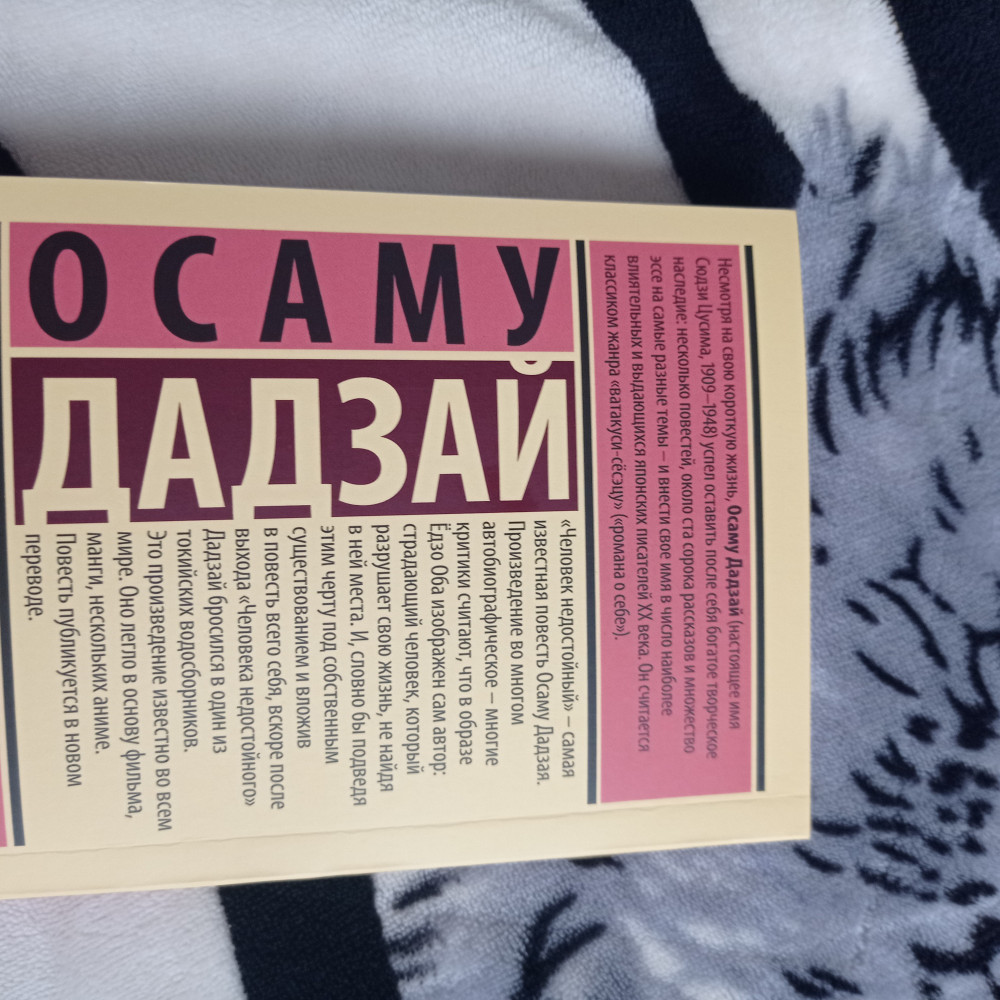 Несмотря на свою короткую жизнь, Осаму Дадзай (настоящее имя
Сюдзи Цусима, 1909–1948) успел оставить после себя богатое творческое
наследие: несколько повестей, около ста сорока рассказов и множество
эссе на самые разные темы – и внести свое имя в число наиболее
влиятельных и выдающихся японских писателей XX века. Он считается
классиком жанра «ватакуси-сёсэцу» («романа о себе»).
ОСАМУ
ДАДЗАЙ
«Человек недостойный» – самая
известная повесть Осаму Дадзая.
Произведение во многом
автобиографическое – многие
критики считают, что в образе
Ёдзо Оба изображен сам автор:
страдающий человек, который
разрушает свою жизнь, не найдя
в ней места. И, словно бы подведя
этим черту под собственным
существованием и вложив
в повесть всего себя, вскоре после
выхода «Человека недостойного»
Дадзай бросился в один из
токийских водосборников.
Это произведение известно во всем
мире. Оно легло в основу фильма,
манги, нескольких аниме.
Повесть публикуется в новом
переводе.